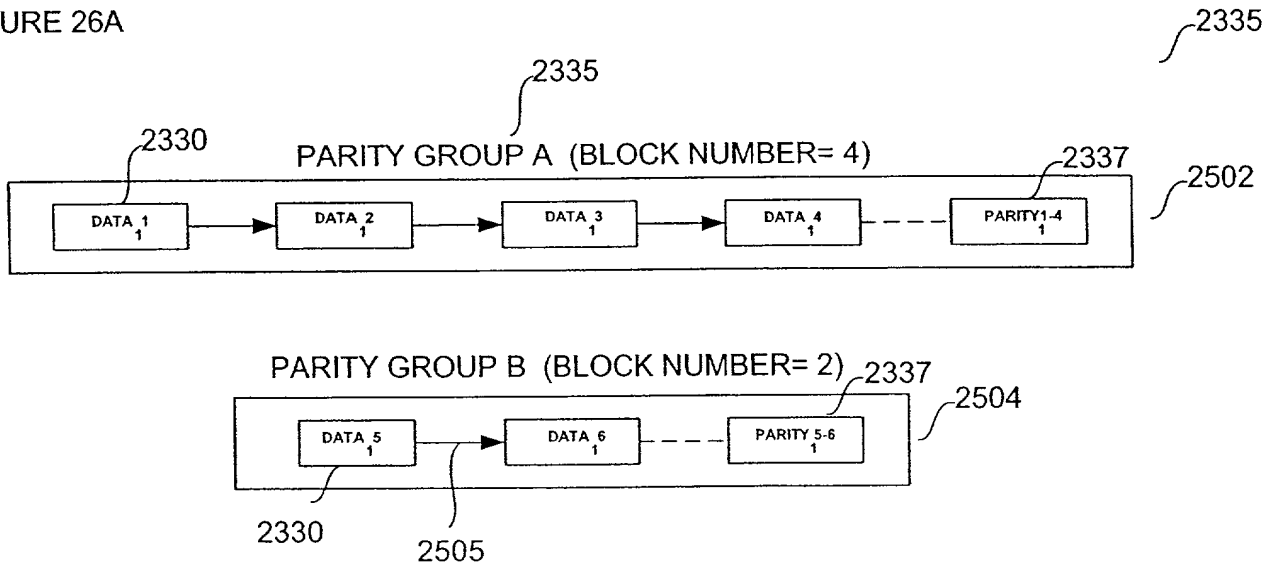 URE 26A
2335
2335
2330
PARITY GROUP A (BLOCK NUMBER= 4)
2337
2502
DATA 1
1
DATA 2
1
DATA 3
1
DATA 4
1
PARITY1-4
1
PARITY GROUP B (BLOCK NUMBER= 2)
2337
2504
DATA 5
1
DATA 6
1
PARITY 5-6
1
2330
2505